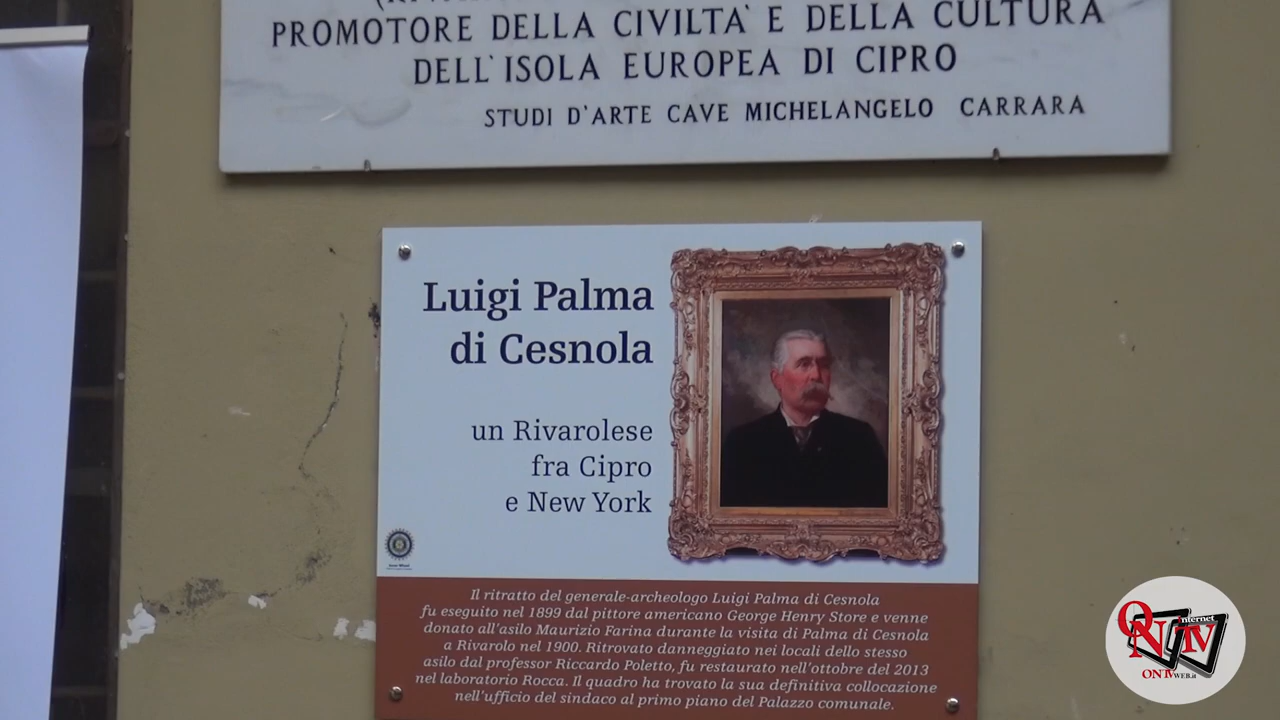 PROMOTORE DELLA CIVILTA' E DELLA CULTURA
DELL'ISOLA EUROPEA DI CIPRO
STUDI D'ARTE CAVE MICHELANGELO CARRARA
Luigi Palma
di Cesnola
un Rivarolese
fra Cipro
e New York
Il ritratto del generale-archeologo Luigi Palma di Cesnola
fu eseguito nel 1899 dal pittore americano George Henry Store e venne
donato all'asilo Maurizio Farina durante la visita di Palma di Cesnola
a Rivarolo nel 1900. Ritrovato danneggiato nei locali dello stesso
asilo dal professor Riccardo Poletto, fu restaurato nell'ottobre del 2013
nel laboratorio Rocca. Il quadro ha trovato la sua definitiva collocazione
nell'ufficio del sindaco al primo piano del Palazzo comunale.
ON internet TV
ON TVWEB.it